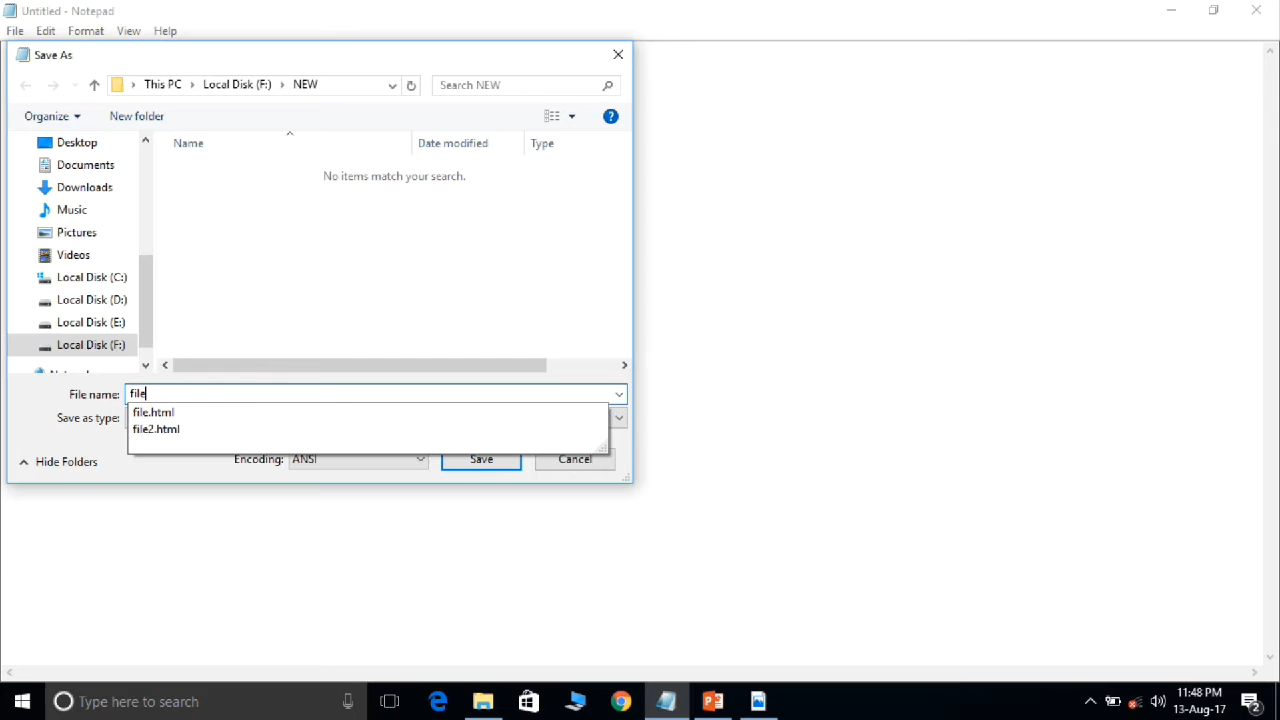 Untitled - Notepad
File Edit Format View Help
Save As
This PC > Local Disk (F:) > NEW
Search NEW
Organize New folder
Name Date modified Type
No items match your search.
Desktop
Documents
Downloads
Music
Pictures
Videos
Local Disk (C:)
Local Disk (D:)
Local Disk (E:)
Local Disk (F:)
File name: file
Save as type:
file.html
file2.html
Hide Folders Encoding: ANSI Save Cancel
Type here to search
11:48 PM
13-Aug-17
2